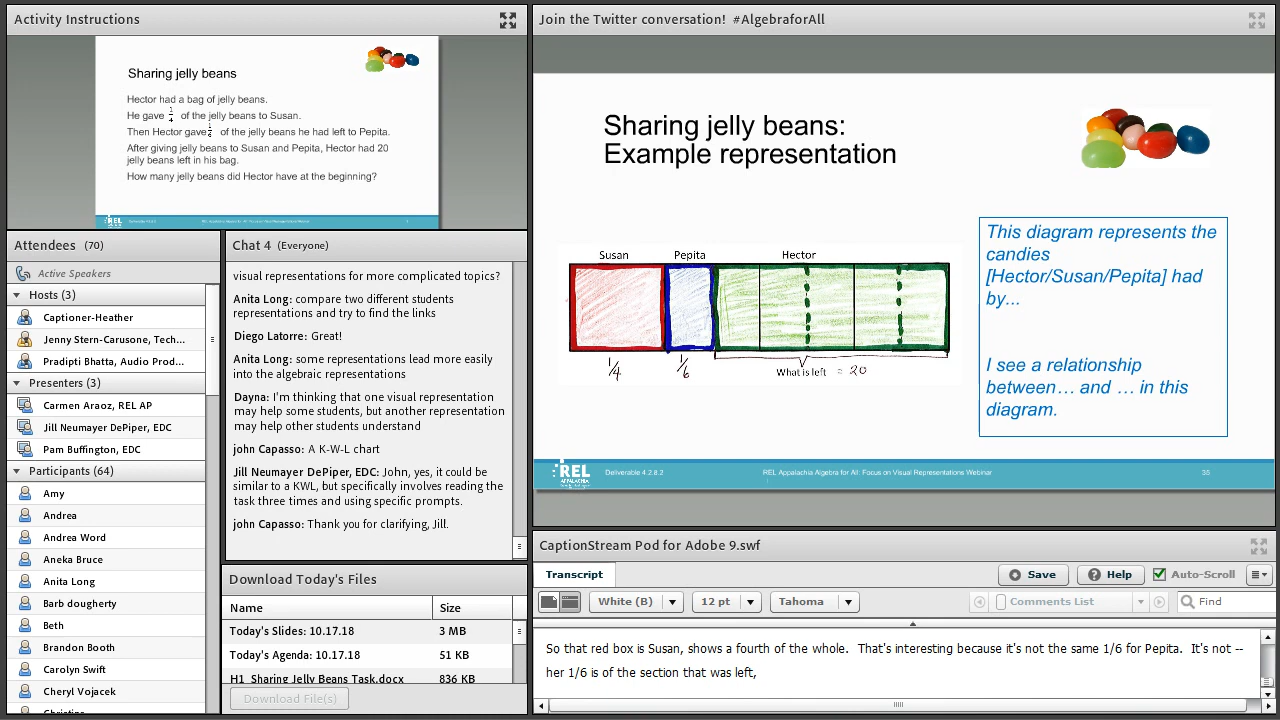 Activity Instructions
Sharing jelly beans
Hector had a bag of jelly beans.
He gave 1/4 of the jelly beans to Susan.
Then Hector gave of the jelly beans he had left to Pepita.
After giving jelly beans to Susan and Pepita, Hector had 20
jelly beans left in his bag.
How many jelly beans did Hector have at the beginning?
REL
Attendees (70)
Active Speakers
Hosts (3)
Captioner-Heather
Jenny Stern-Carusone, Tech...
Pradipti Bhatta, Audio Prod...
Presenters (3)
Carmen Araoz, REL AP
Jill Neumayer DePiper, EDC
Pam Buffington, EDC
Participants (64)
Amy
Andrea
Andrea Word
Aneka Bruce
Anita Long
Barb dougherty
Beth
Brandon Booth
Carolyn Swift
Cheryl Vojacek
Chat 4 (Everyone)
visual representations for more complicated topics?
Anita Long: compare two different students
representations and try to find the links
Diego Latorre: Great!
Anita Long: some representations lead more easily
into the algebraic representations
Dayna: I'm thinking that one visual representation
may help some students, but another representation
may help other students understand
john Capasso: A K-W-L chart
Jill Neumayer DePiper, EDC: John, yes, it could be
similar to a KWL, but specifically involves reading the
task three times and using specific prompts.
john Capasso: Thank you for clarifying, Jill.
Download Today's Files
Name Size
Today's Slides: 10.17.18 3 MB
Today's Agenda: 10.17.18 51 KB
H1_Sharing Jelly Beans Task.docx 836 KB
Download File(s)
Join the Twitter conversation! #AlgebraforAll
Sharing jelly beans:
Example representation
Susan Pepita Hector
1/4 1/6 What is left = 20
This diagram represents the
candies
[Hector/Susan/Pepita] had
by...
I see a relationship
between... and ... in this
diagram.
REL
APPALACHIA
Deliverable 4.2.8.2 REL Appalachia Algebra for All: Focus on Visual Representations Webinar 35
CaptionStream Pod for Adobe 9.swf
Transcript Save Help Auto-Scroll
White (B) 12 pt Tahoma Comments List Find
So that red box is Susan, shows a fourth of the whole. That's interesting because it's not the same 1/6 for Pepita. It's not --
her 1/6 is of the section that was left,